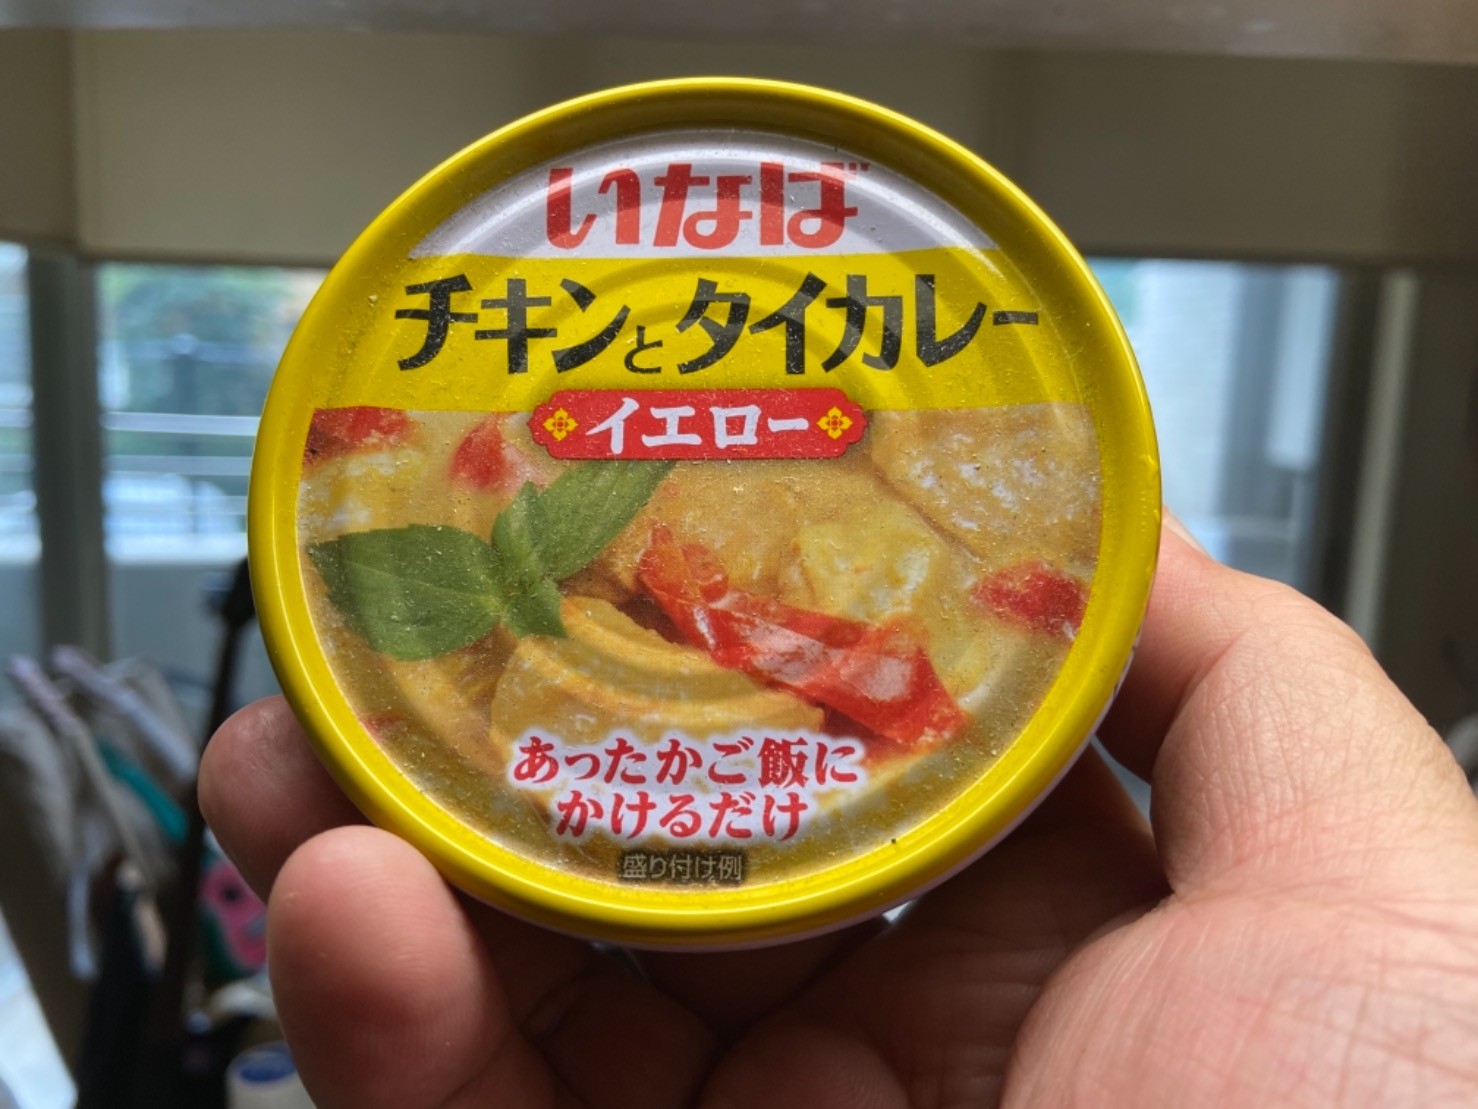 いなば
チキンとタイカレー
イエロー
あったかご飯に
かけるだけ
盛り付け例